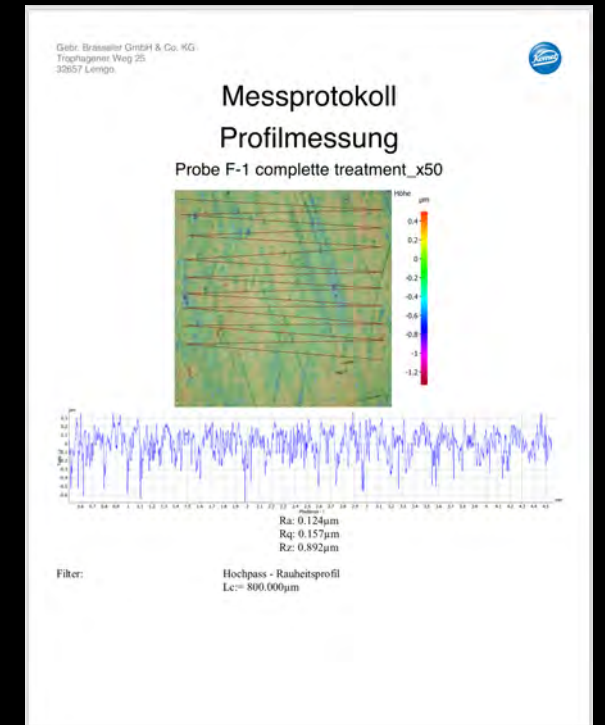 Gebr. Brasseler GmbH & Co. KG
Trophagener Weg 25
32657 Lemgo.
Komet
Messprotokoll
Profilmessung
Probe F-1 complette treatment_x50
Höhe
µm
0.4
0.2
0
-0.2
-0.4
-0.6
-0.8
-1
-1.2
Ra: 0.124µm
Rq: 0.157µm
Rz: 0.892µm
Filter: Hochpass - Rauheitsprofil
Lc:= 800.000µm